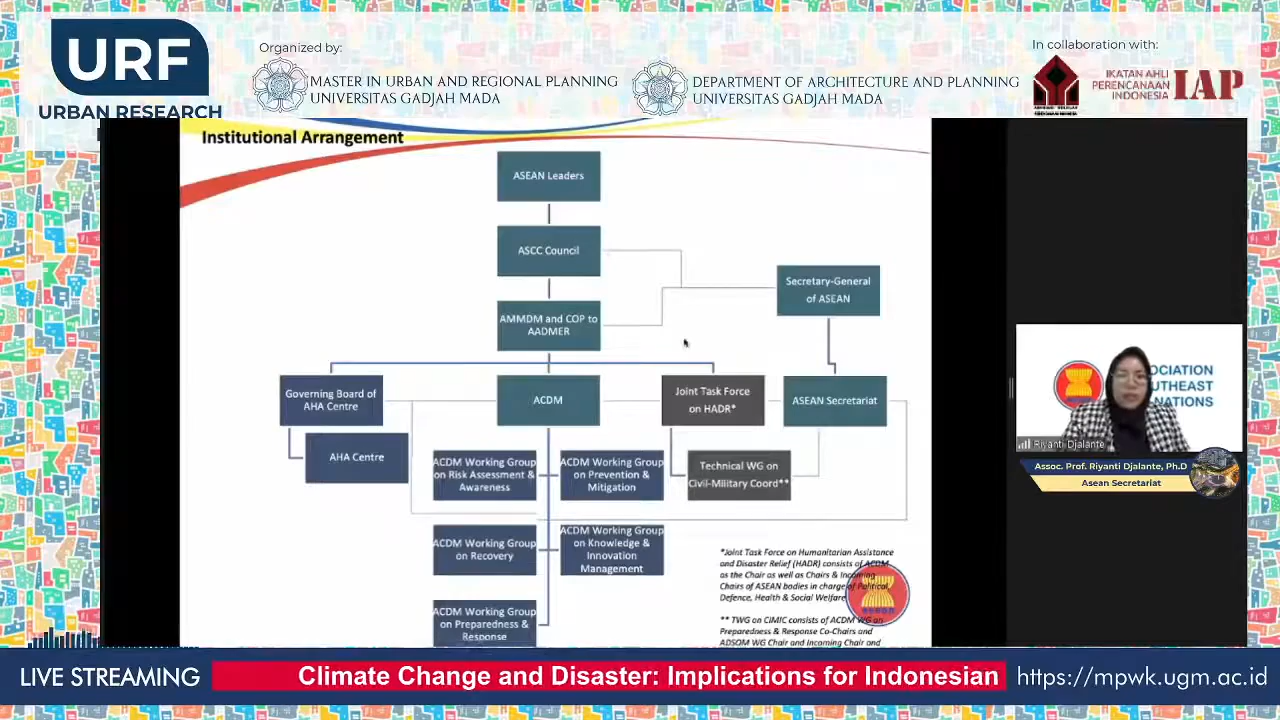 URF
URBAN RESEARCH
Organized by:
MASTER IN URBAN AND REGIONAL PLANNING
UNIVERSITAS GADJAH MADA
DEPARTMENT OF ARCHITECTURE AND PLANNING
UNIVERSITAS GADJAH MADA
In collaboration with:
IKATAN AHLI
PERENCANAAN
INDONESIA
IAP
Institutional Arrangement
ASEAN Leaders
ASCC Council
Secretary-General
of ASEAN
AMMDM and COP to
AADMER
Governing Board of
AHA Centre
ACDM
Joint Task Force
on HADR*
ASEAN Secretariat
AHA Centre
ACDM Working Group
on Risk Assessment &
Awareness
ACDM Working Group
on Prevention &
Mitigation
Technical WG on
Civil-Military Coord**
ACDM Working Group
on Recovery
ACDM Working Group
on Knowledge &
Innovation
Management
ACDM Working Group
on Preparedness &
Response
*Joint Task Force on Humanitarian Assistance
and Disaster Relief (HADR) consists of ACDM
as the Chair as well as Chairs & Incoming
Chairs of ASEAN bodies in charge of Political,
Defence, Health & Social Welfare
** TWG on CIMIC consists of ACDM WG on
Preparedness & Response Co-Chairs and
ADSOM WG Chair and Incoming Chair and
OCIATION
UTHEAST
NATIONS
Riyanti Djalante
Assoc. Prof. Riyanti Djalante, Ph.D
Asean Secretariat
LIVE STREAMING
Climate Change and Disaster: Implications for Indonesian
https://mpwk.ugm.ac.id